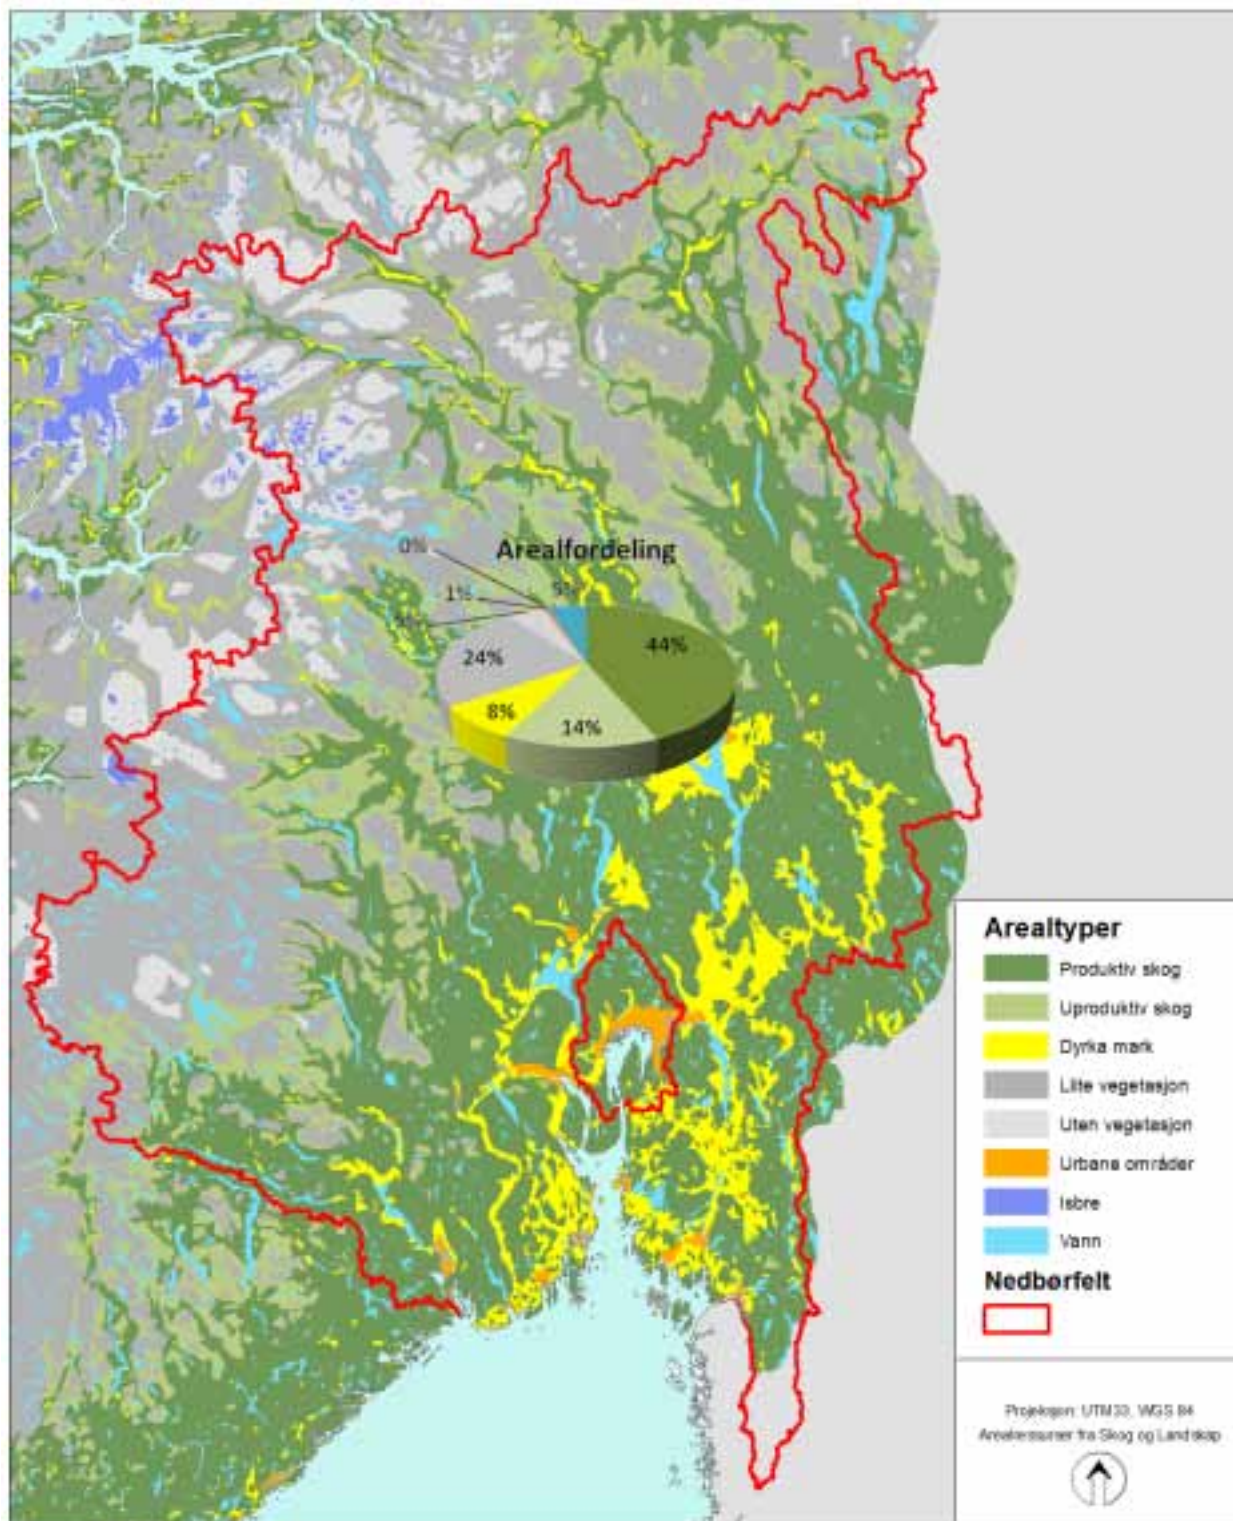 Arealfordeling
0%
5%
1%
44%
24%
8%
14%
Arealtyper
Produktiv skog
Uproduktiv skog
Dyrka mark
Lite vegetasjon
Uten vegetasjon
Urbane områder
Isbre
Vann
Nedbørfelt
Projeksjon: UTM33, WGS 84
Arealressurser fra Skog og Landskap